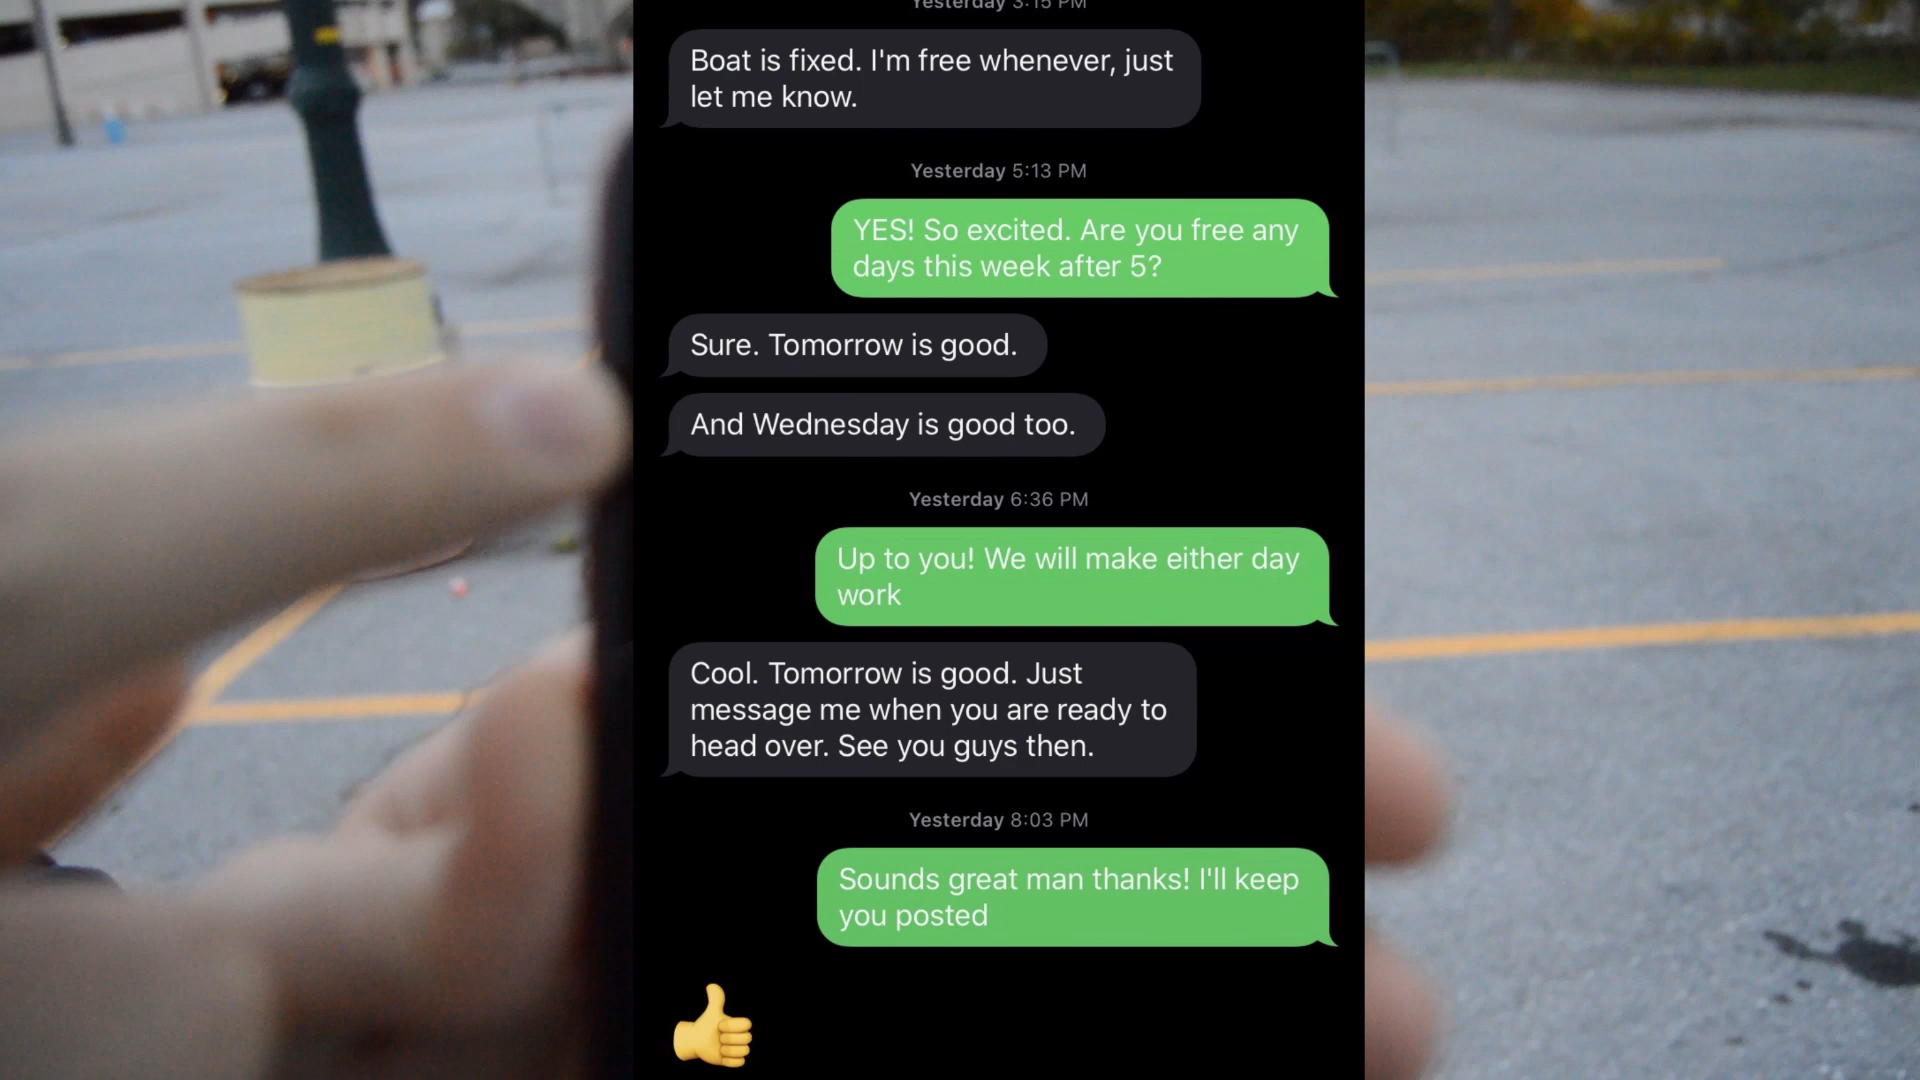 Yesterday 3:15 PM
Boat is fixed. I'm free whenever, just
let me know.
Yesterday 5:13 PM
YES! So excited. Are you free any
days this week after 5?
Sure. Tomorrow is good.
And Wednesday is good too.
Yesterday 6:36 PM
Up to you! We will make either day
work
Cool. Tomorrow is good. Just
message me when you are ready to
head over. See you guys then.
Yesterday 8:03 PM
Sounds great man thanks! I'll keep
you posted